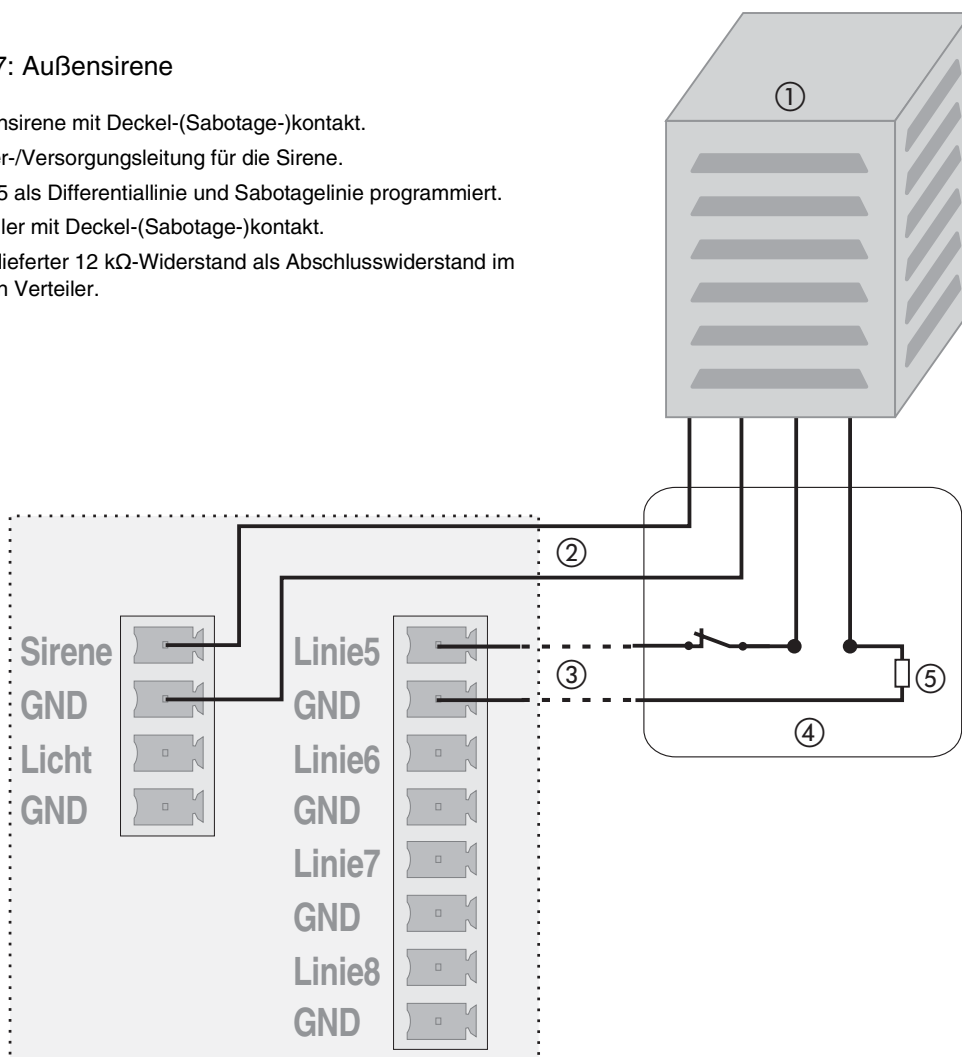 7: Außensirene
nsirene mit Deckel-(Sabotage-)kontakt.
er-/Versorgungsleitung für die Sirene.
5 als Differentiallinie und Sabotagelinie programmiert.
ler mit Deckel-(Sabotage-)kontakt.
lieferter 12 kΩ-Widerstand als Abschlusswiderstand im
n Verteiler.
①
②
Sirene
GND
Licht
GND
Linie5
GND
Linie6
GND
Linie7
GND
Linie8
GND
③
⑤
④